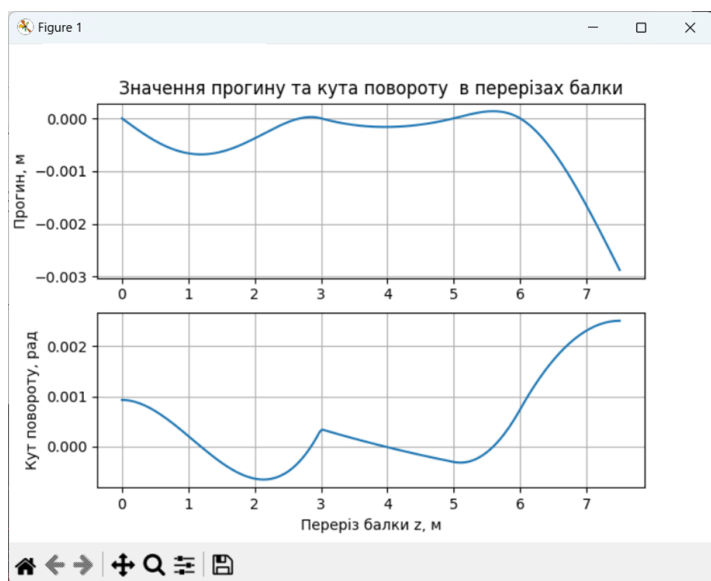 Figure 1
Значення прогину та кута повороту в перерізах балки
Прогин, м
0.000
−0.001
−0.002
−0.003
0 1 2 3 4 5 6 7
Кут повороту, рад
0.002
0.001
0.000
0 1 2 3 4 5 6 7
Переріз балки z, м